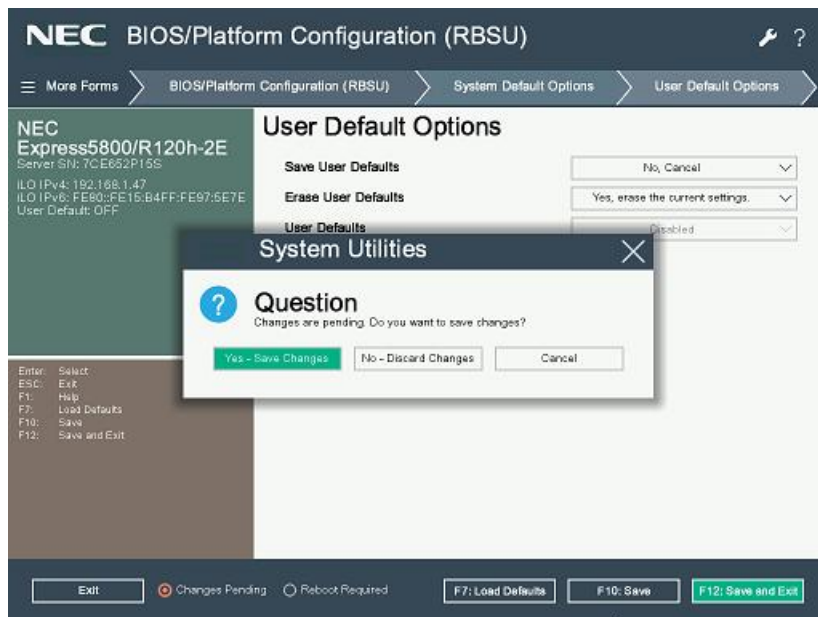 NEC BIOS/Platform Configuration (RBSU)
?
More Forms BIOS/Platform Configuration (RBSU) System Default Options User Default Options
NEC
Express5800/R120h-2E
Server SN: 7CE652P15S
iLO IPv4: 192.168.1.47
iLO IPv6: FE80::FE15:B4FF:FE97:5E7E
User Default: OFF
User Default Options
Save User Defaults No, Cancel
Erase User Defaults Yes, erase the current settings.
User Defaults Disabled
System Utilities
?
Question
Changes are pending. Do you want to save changes?
Yes - Save Changes No - Discard Changes Cancel
Enter: Select
ESC: Exit
F1: Help
F7: Load Defaults
F10: Save
F12: Save and Exit
Exit Changes Pending Reboot Required F7: Load Defaults F10: Save F12: Save and Exit